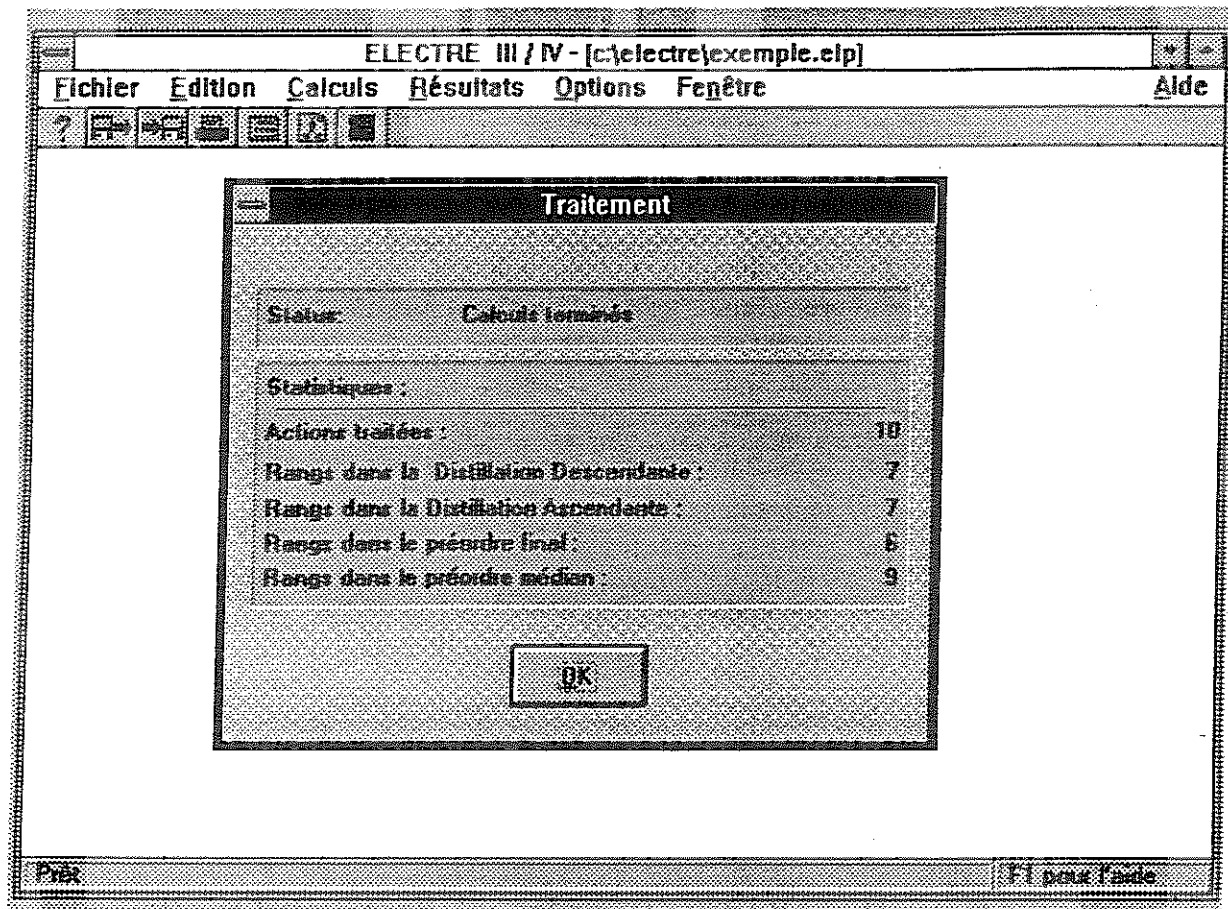 ELECTRE III / IV - [c:\electre\exemple.elp]
Fichier Edition Calculs Résultats Options Fenêtre Aide
?
Traitement
Status: Calculs terminés
Statistiques :
Actions traitées : 10
Rangs dans la Distillation Descendante : 7
Rangs dans la Distillation Ascendante : 7
Rangs dans le préordre final : 6
Rangs dans le préordre médian : 9
OK
Prêt F1 pour l'aide